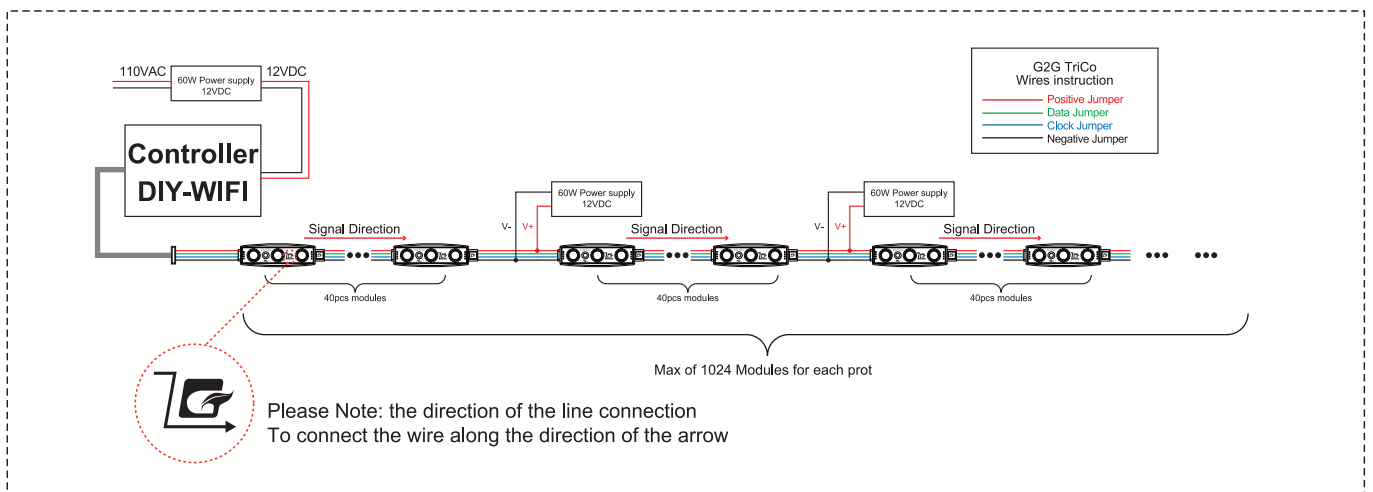 110VAC
60W Power supply
12VDC
12VDC
Controller
DIY-WIFI
G2G TriCo
Wires instruction
Positive Jumper
Data Jumper
Clock Jumper
Negative Jumper
60W Power supply
12VDC
60W Power supply
12VDC
V-
V+
V-
V+
Signal Direction
Signal Direction
Signal Direction
40pcs modules
40pcs modules
40pcs modules
Max of 1024 Modules for each prot
Please Note: the direction of the line connection
To connect the wire along the direction of the arrow